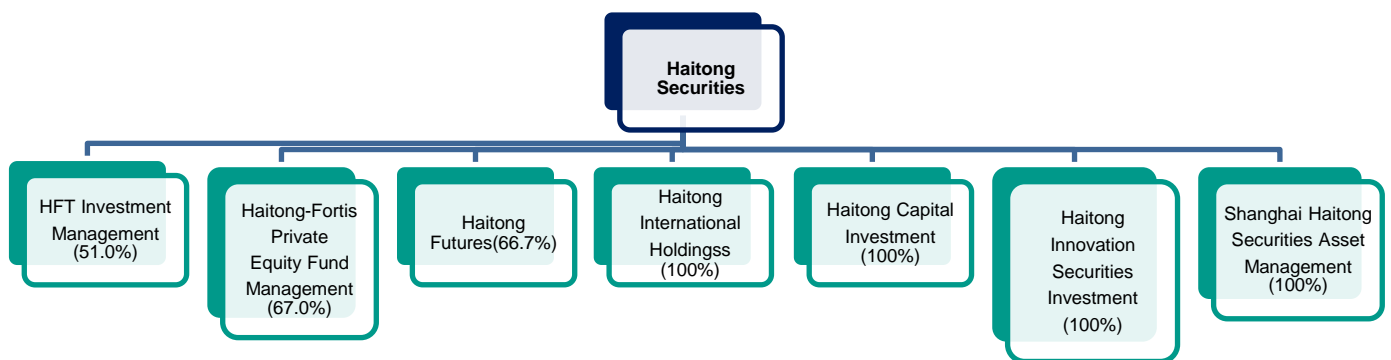 Haitong
Securities
HFT Investment
Management
(51.0%)
Haitong-Fortis
Private
Equity Fund
Management
(67.0%)
Haitong
Futures(66.7%)
Haitong
International
Holdingss
(100%)
Haitong Capital
Investment
(100%)
Haitong
Innovation
Securities
Investment
(100%)
Shanghai Haitong
Securities Asset
Management
(100%)